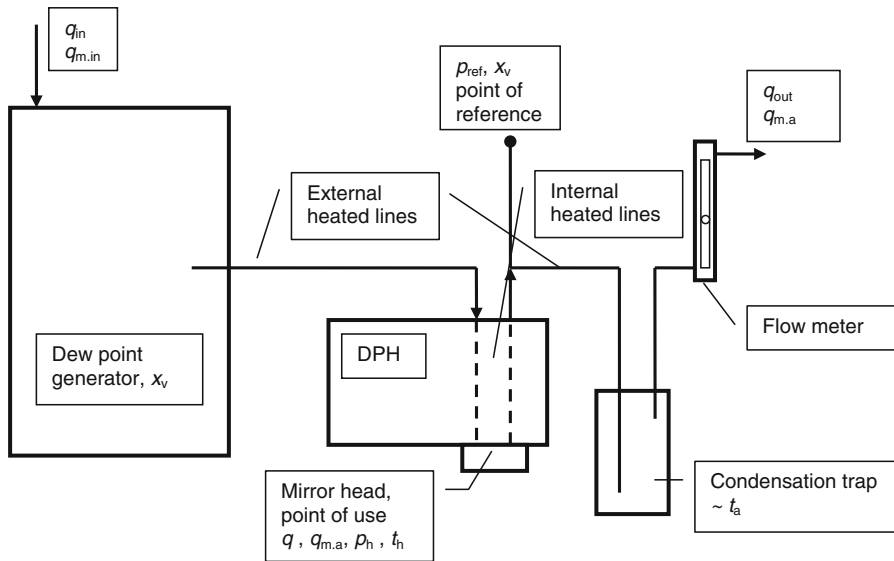 q_in
q_m.in
p_ref, x_v
point of
reference
q_out
q_m.a
External
heated lines
Internal
heated lines
Flow meter
Dew point
generator, x_v
DPH
Mirror head,
point of use
q , q_m.a, p_h , t_h
Condensation trap
~ t_a